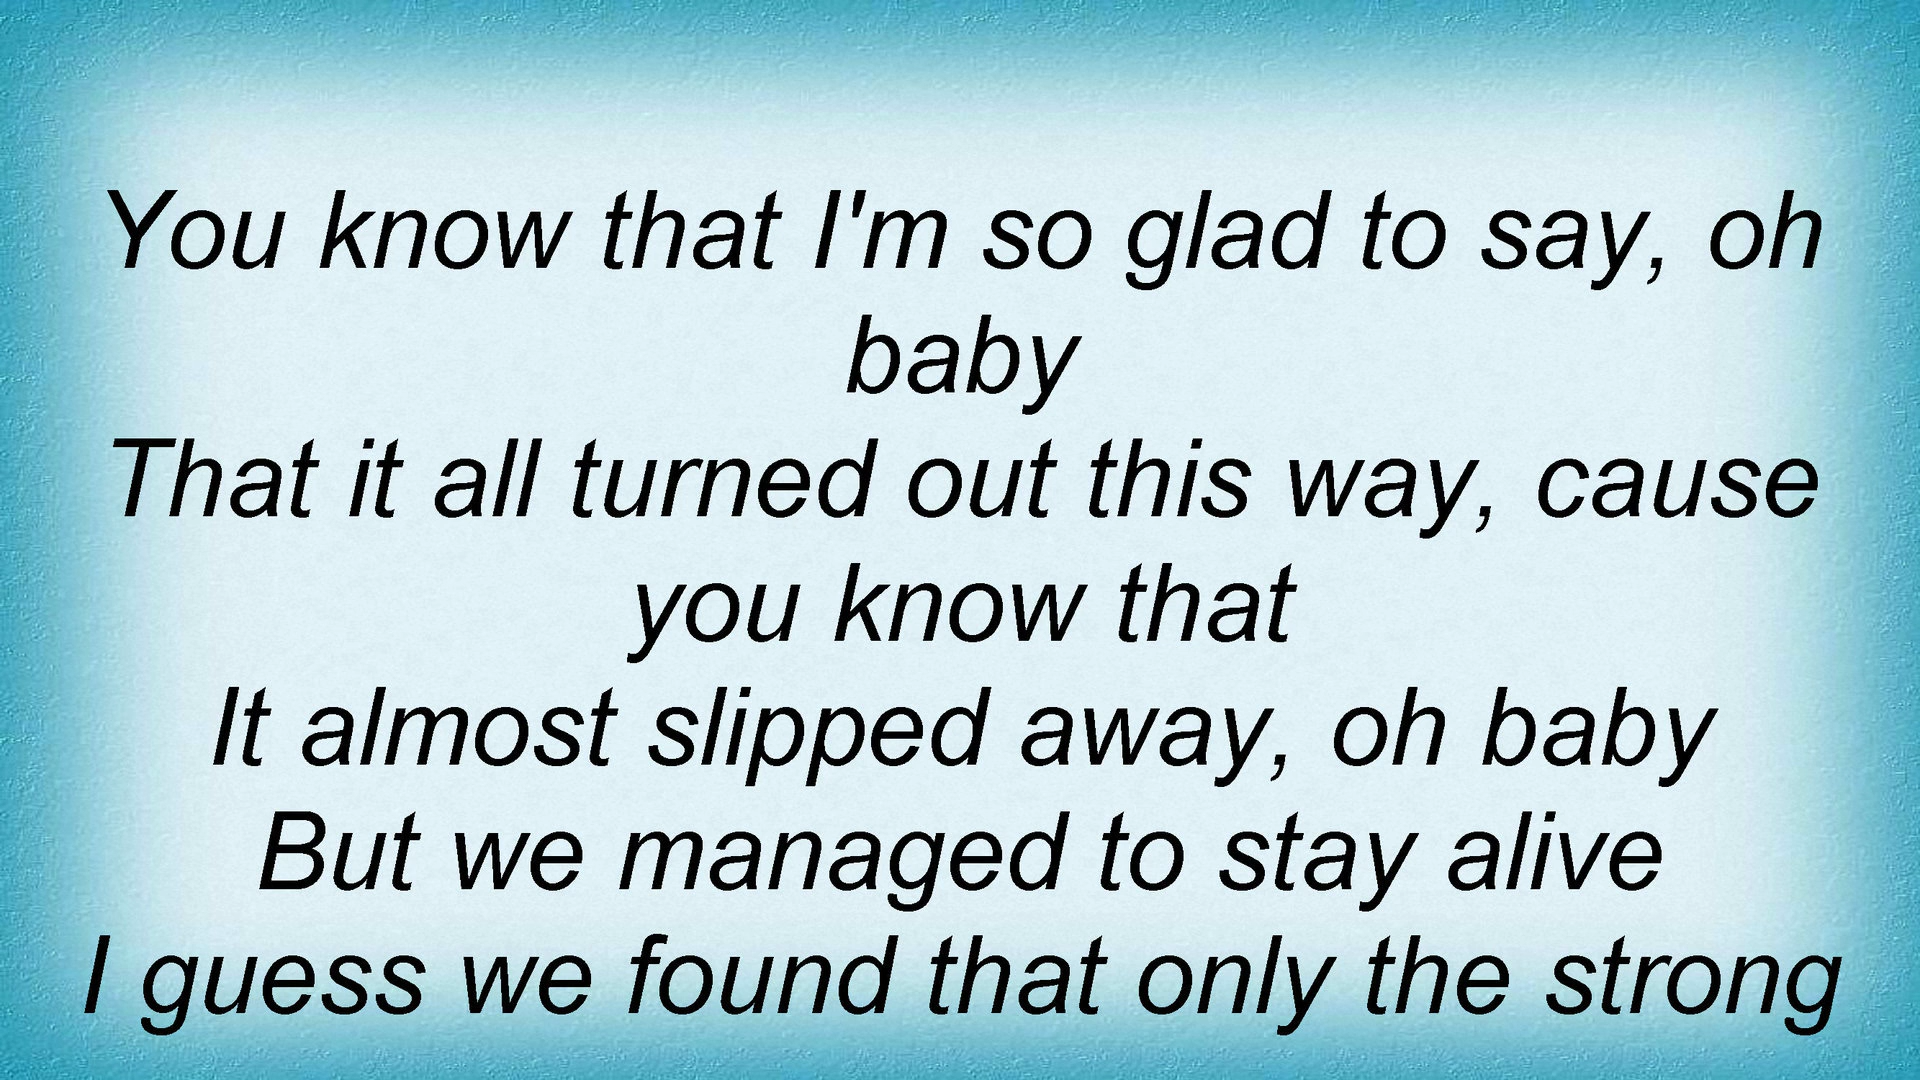 You know that I'm so glad to say, oh
baby
That it all turned out this way, cause
you know that
It almost slipped away, oh baby
But we managed to stay alive
I guess we found that only the strong